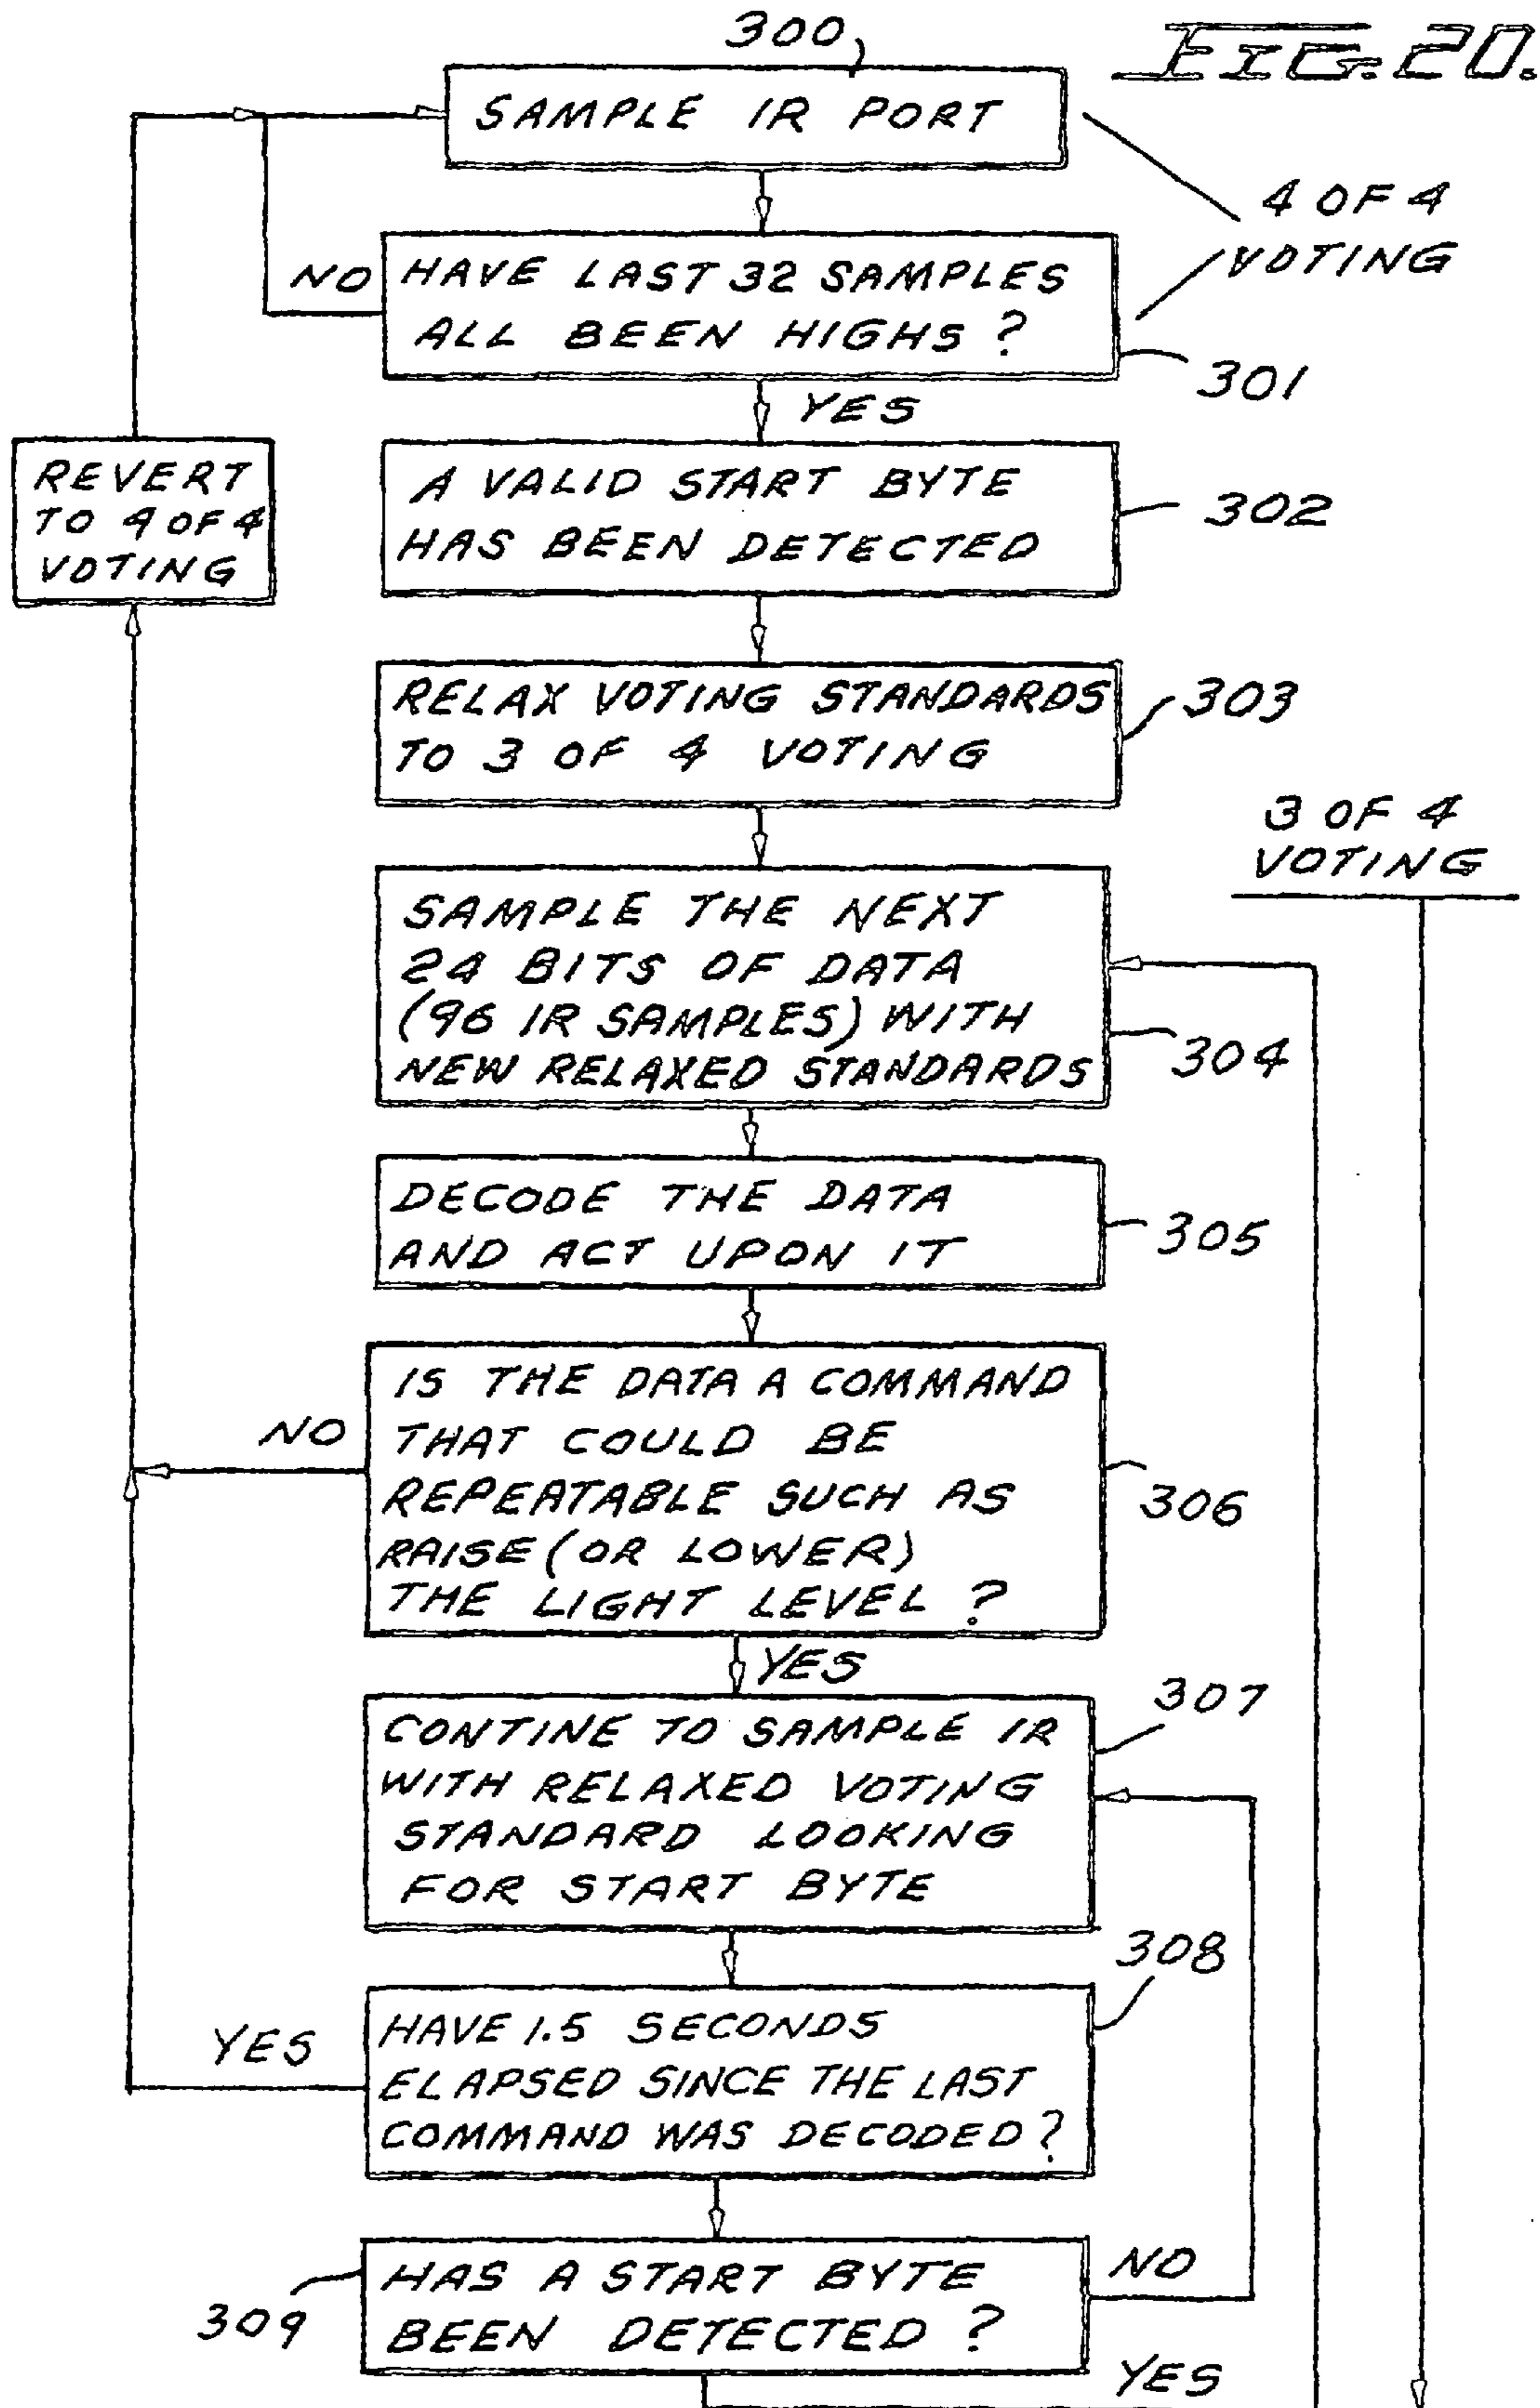 300
FIG. 20.
SAMPLE IR PORT
4 OF 4
VOTING
NO
HAVE LAST 32 SAMPLES
ALL BEEN HIGHS ?
301
YES
REVERT
TO 4 OF 4
VOTING
A VALID START BYTE
HAS BEEN DETECTED
302
RELAX VOTING STANDARDS
TO 3 OF 4 VOTING
303
3 OF 4
VOTING
SAMPLE THE NEXT
24 BITS OF DATA
(96 IR SAMPLES) WITH
NEW RELAXED STANDARDS
304
DECODE THE DATA
AND ACT UPON IT
305
NO
IS THE DATA A COMMAND
THAT COULD BE
REPEATABLE SUCH AS
RAISE (OR LOWER)
THE LIGHT LEVEL ?
306
YES
307
CONTINE TO SAMPLE IR
WITH RELAXED VOTING
STANDARD LOOKING
FOR START BYTE
308
YES
HAVE 1.5 SECONDS
ELAPSED SINCE THE LAST
COMMAND WAS DECODED ?
309
HAS A START BYTE
BEEN DETECTED ?
NO
YES